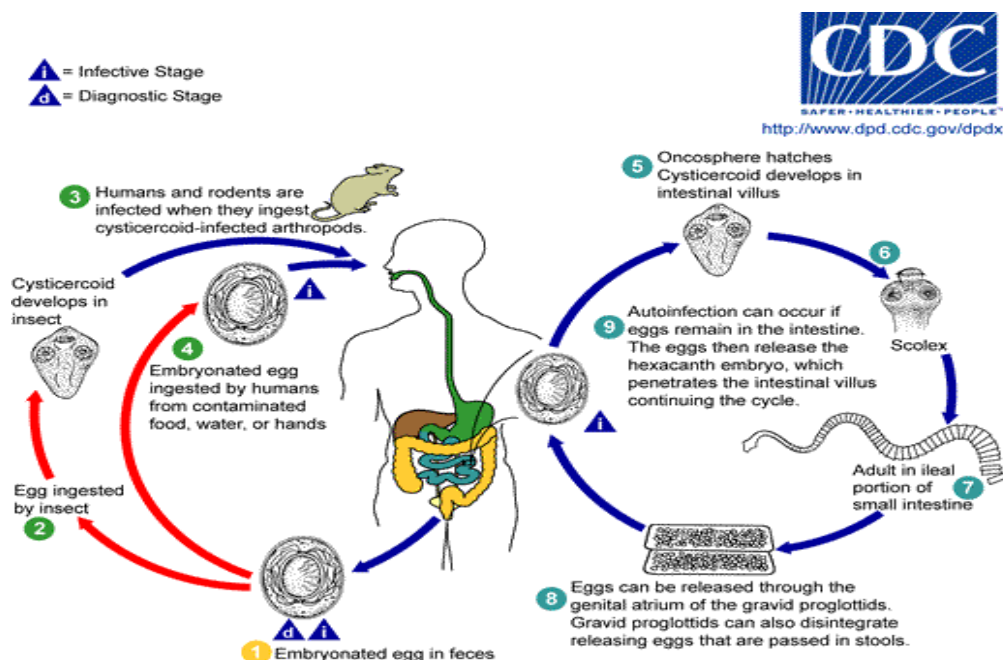 CDC
SAFER • HEALTHIER • PEOPLE™
http://www.dpd.cdc.gov/dpdx
i = Infective Stage
d = Diagnostic Stage
3 Humans and rodents are
infected when they ingest
cysticercoid-infected arthropods.
Cysticercoid
develops in
insect
i
4
Embryonated egg
ingested by humans
from contaminated
food, water, or hands
Egg ingested
by insect
2
d i
1 Embryonated egg in feces
5 Oncosphere hatches
Cysticercoid develops in
intestinal villus
6
Scolex
9 Autoinfection can occur if
eggs remain in the intestine.
The eggs then release the
hexacanth embryo, which
penetrates the intestinal villus
continuing the cycle.
i
Adult in ileal
portion of 7
small intestine
8 Eggs can be released through the
genital atrium of the gravid proglottids.
Gravid proglottids can also disintegrate
releasing eggs that are passed in stools.